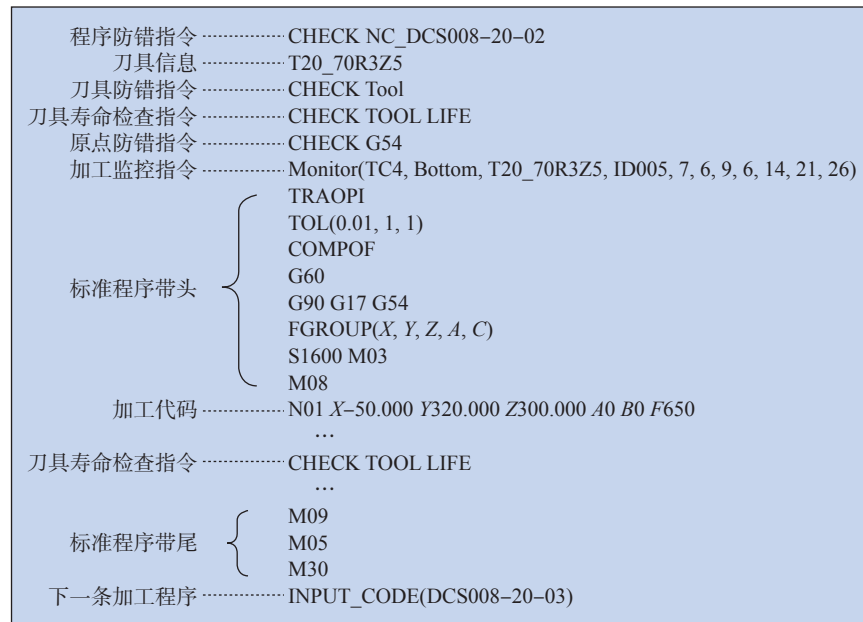 程序防错指令 ············ CHECK NC_DCS008−20−02
刀具信息 ············ T20_70R3Z5
刀具防错指令 ············ CHECK Tool
刀具寿命检查指令 ············ CHECK TOOL LIFE
原点防错指令 ············ CHECK G54
加工监控指令 ············ Monitor(TC4, Bottom, T20_70R3Z5, ID005, 7, 6, 9, 6, 14, 21, 26)
TRAOPI
TOL(0.01, 1, 1)
COMPOF
标准程序带头 G60
G90 G17 G54
FGROUP(X, Y, Z, A, C)
S1600 M03
M08
加工代码 ············ N01 X−50.000 Y320.000 Z300.000 A0 B0 F650
…
刀具寿命检查指令 ············ CHECK TOOL LIFE
…
M09
标准程序带尾 M05
M30
下一条加工程序 ············ INPUT_CODE(DCS008−20−03)